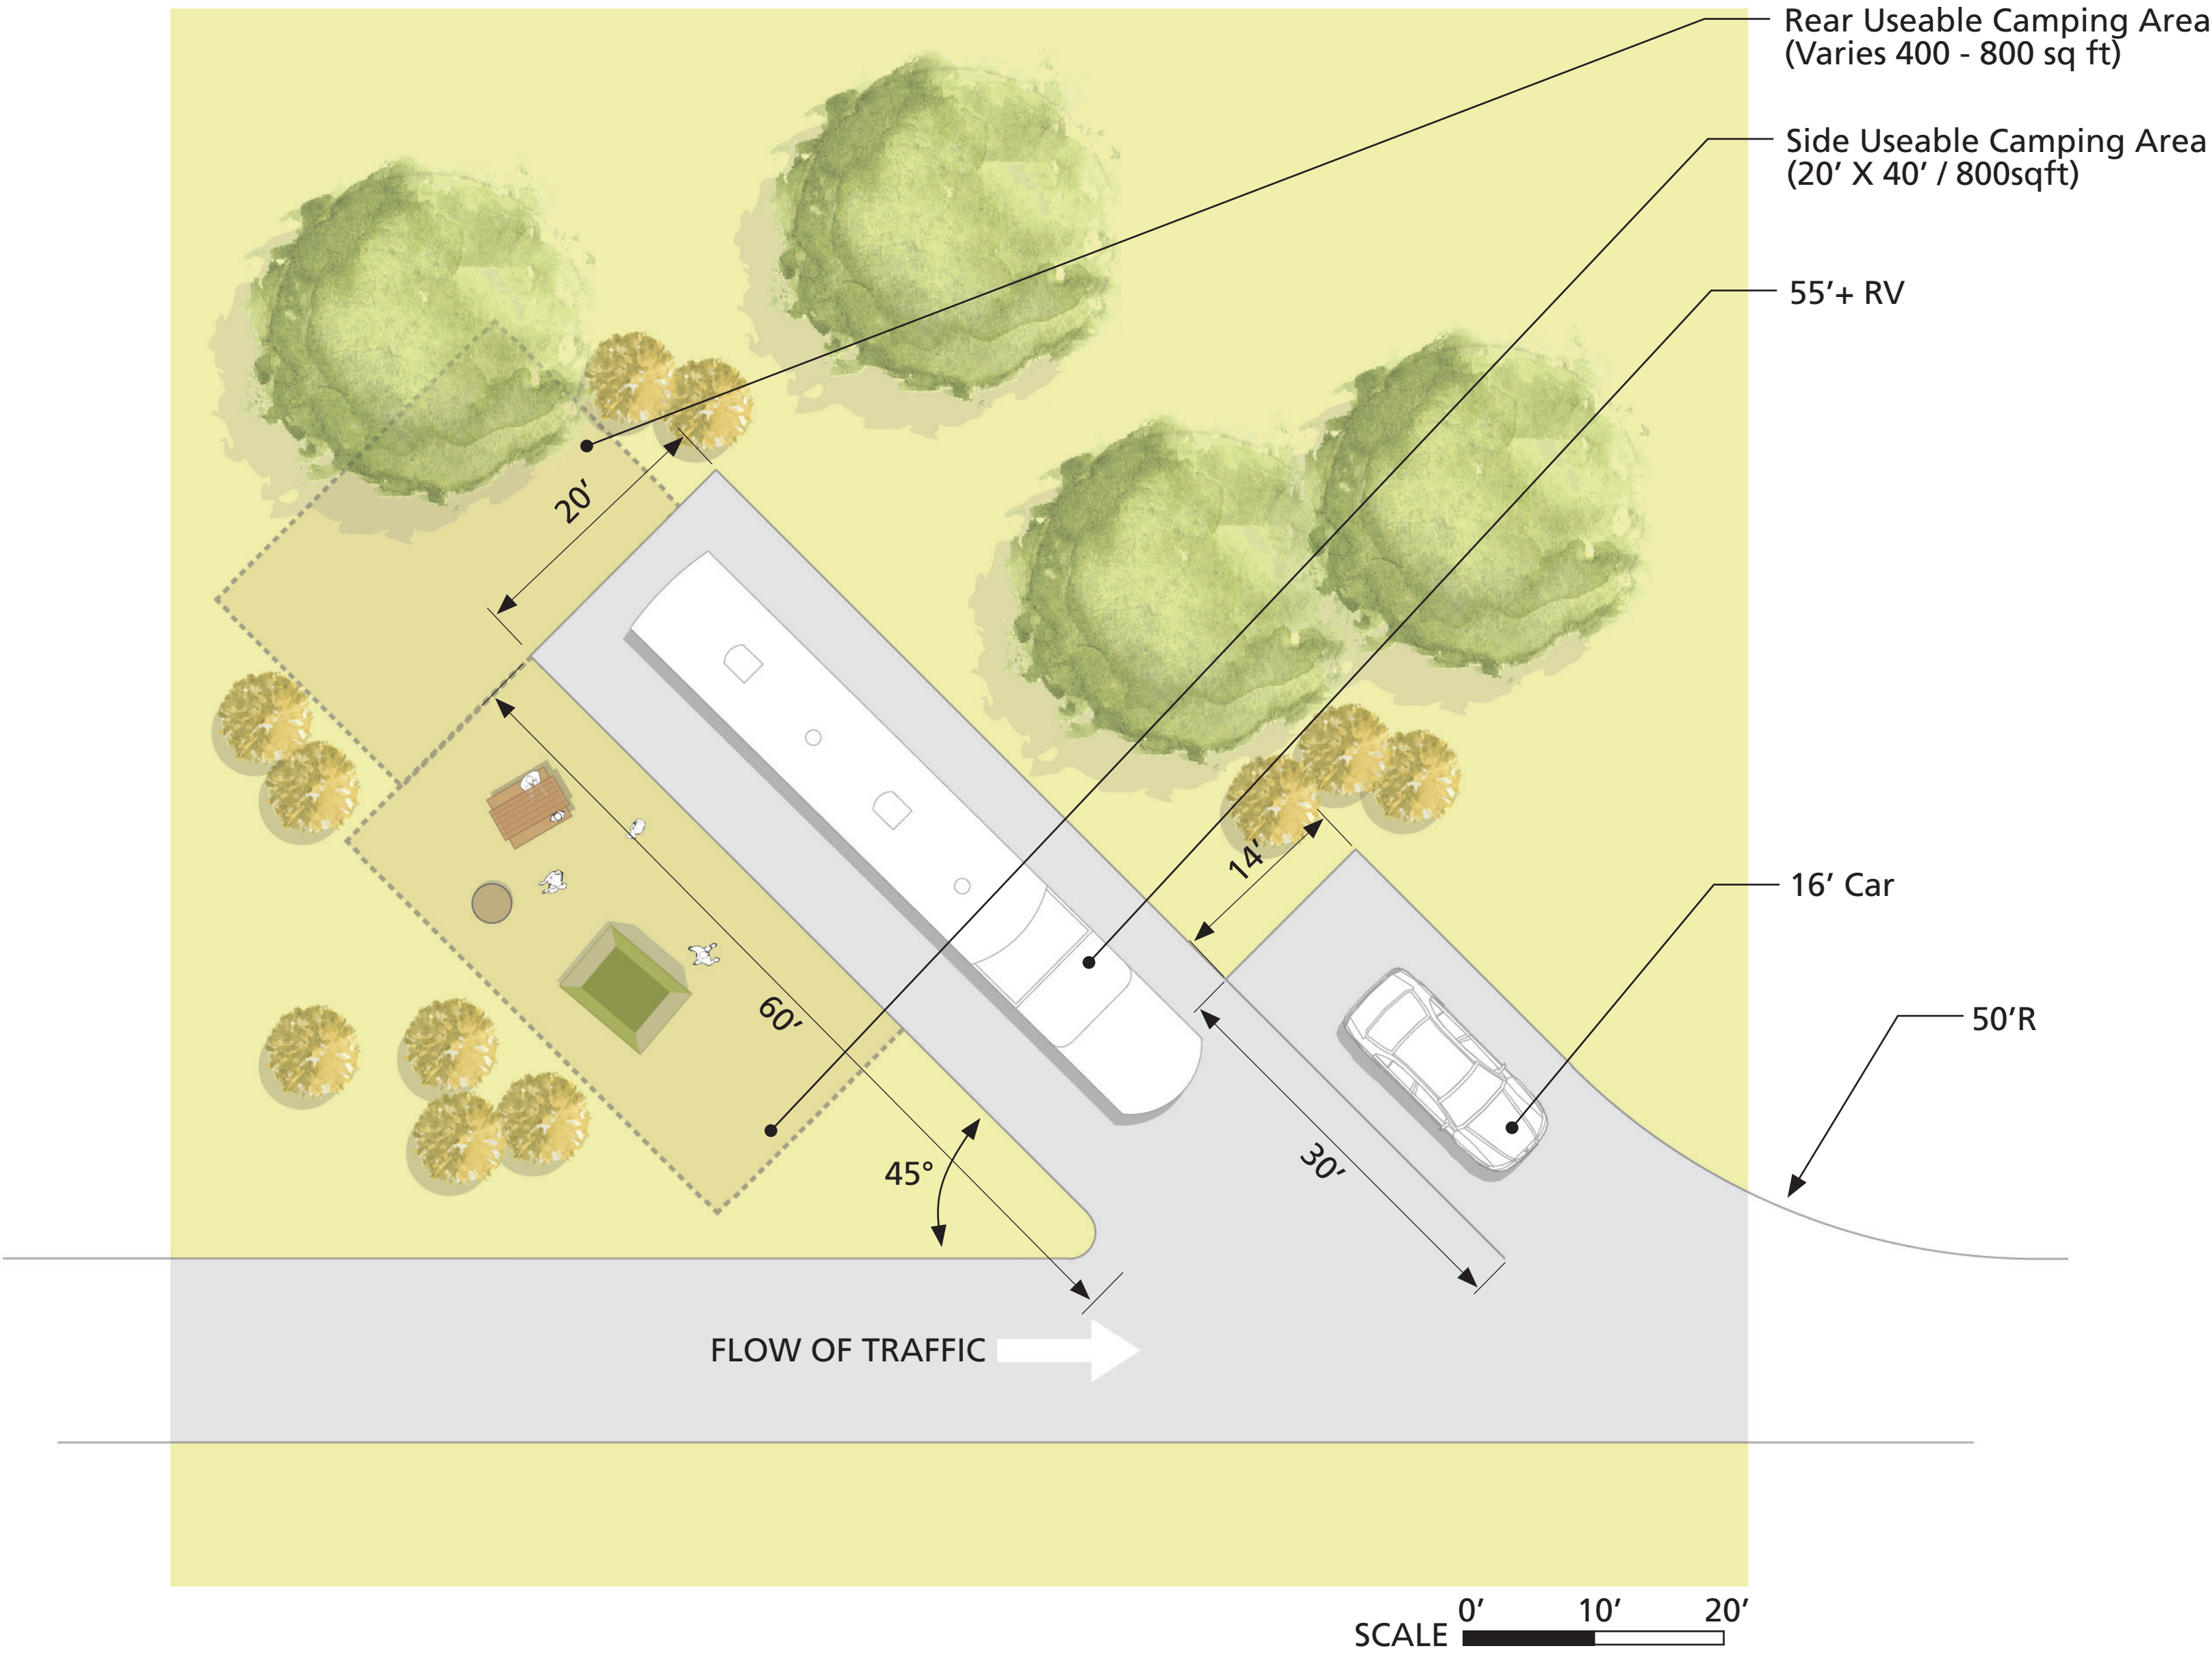 Rear Useable Camping Area
(Varies 400 - 800 sq ft)
Side Useable Camping Area
(20’ X 40’ / 800sqft)
55’+ RV
20’
14’
16’ Car
60’
50’R
30’
45°
FLOW OF TRAFFIC
0’ 10’ 20’
SCALE